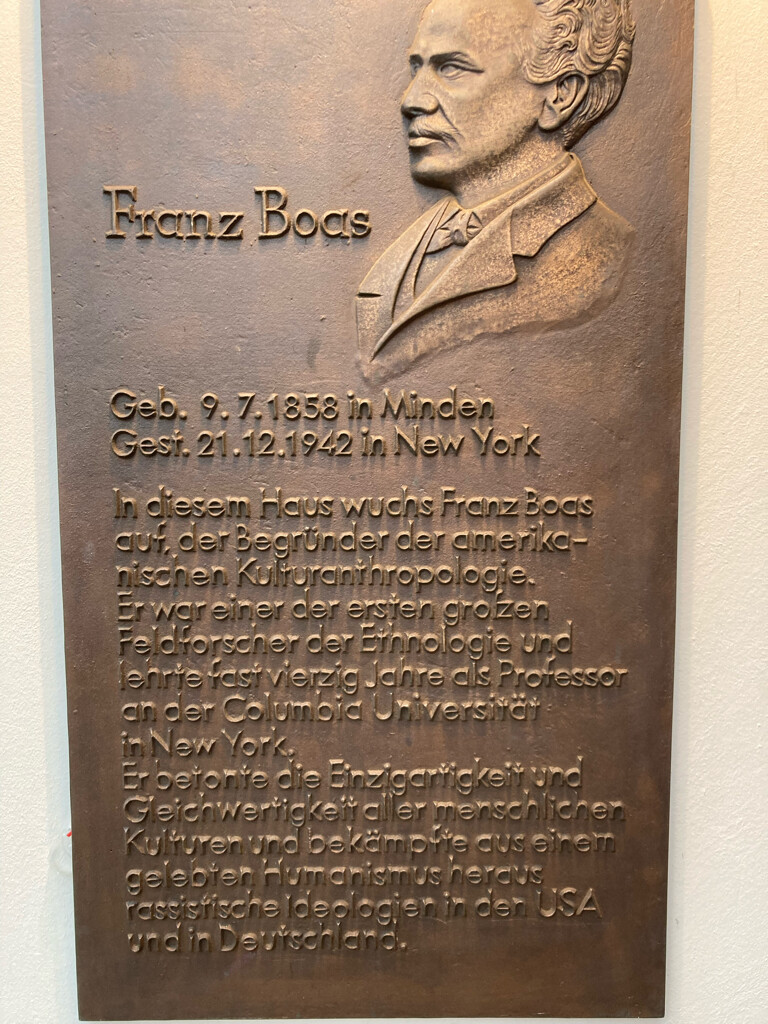 Franz Boas
Geb. 9.7.1858 in Minden
Gest. 21.12.1942 in New York
In diesem Haus wuchs Franz Boas
auf, der Begründer der amerika-
nischen Kulturanthropologie.
Er war einer der ersten großen
Feldforscher der Ethnologie und
lehrte fast vierzig Jahre als Professor
an der Columbia Universität
in New York.
Er betonte die Einzigartigkeit und
Gleichwertigkeit aller menschlichen
Kulturen und bekämpfte aus einem
gelebten Humanismus heraus
rassistische Ideologien in den USA
und in Deutschland.